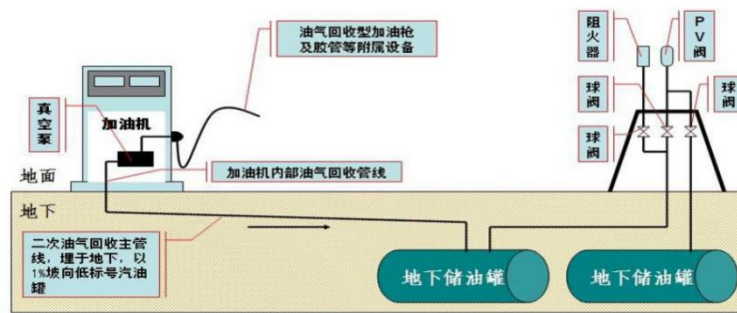 油气回收型加油枪
及胶管等附属设备
阻火器
PV阀
真空泵
加油机
球阀
球阀
球阀
加油机内部油气回收管线
地面
地下
二次油气回收主管
线，埋于地下，以
1%坡向低标号汽油
罐
地下储油罐
地下储油罐